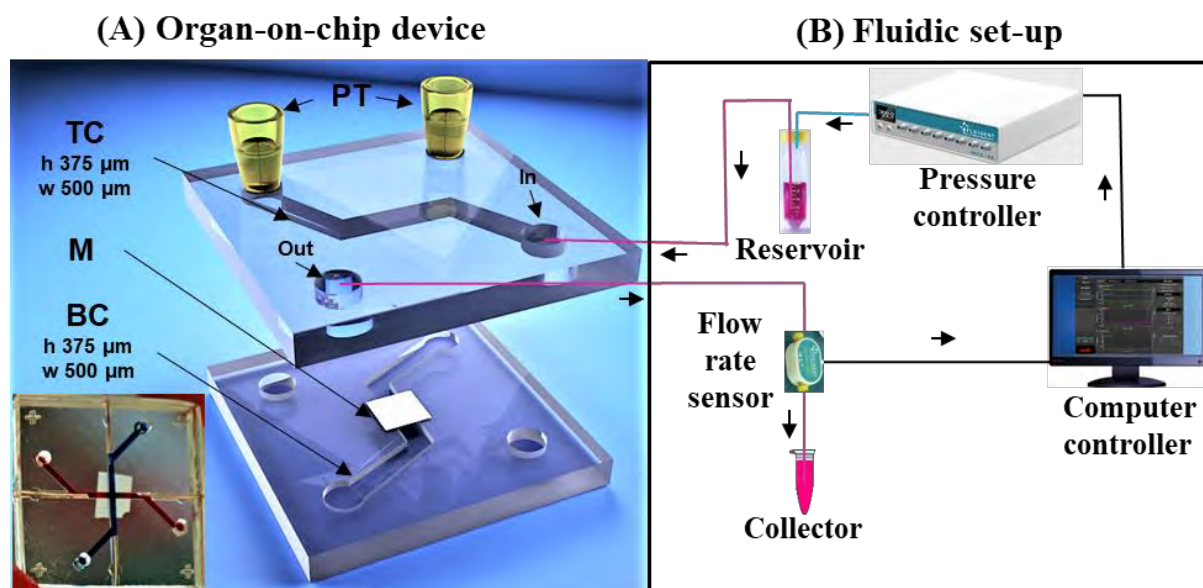 (A) Organ-on-chip device
(B) Fluidic set-up
PT
TC
h 375 µm
w 500 µm
In
M
Out
BC
h 375 µm
w 500 µm
Reservoir
Pressure
controller
Flow
rate
sensor
Computer
controller
Collector